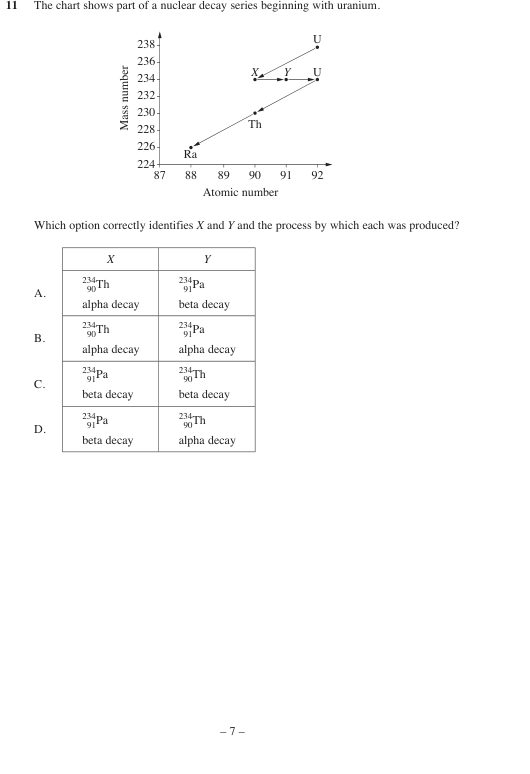 11 The chart shows part of a nuclear decay series beginning with uranium.
U
238
236
X Y U
234
232
230
Th
228
226
Ra
224
87 88 89 90 91 92
Mass number
Atomic number
Which option correctly identifies X and Y and the process by which each was produced?
X Y
A. 234 90 Th 234 91 Pa
alpha decay beta decay
B. 234 90 Th 234 91 Pa
alpha decay alpha decay
C. 234 91 Pa 234 90 Th
beta decay beta decay
D. 234 91 Pa 234 90 Th
beta decay alpha decay
– 7 –